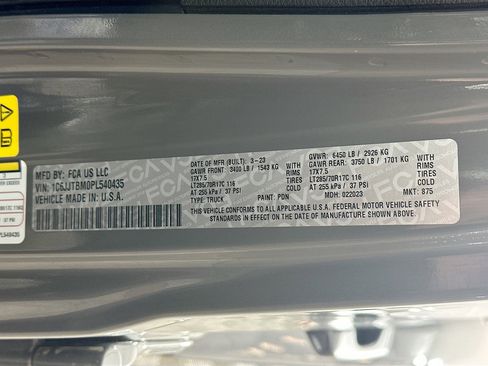 MFD BY: FCA US LLC
VIN: 1C6JJTBM0PL540435
VEHICLE MADE IN: U.S.A.
DATE OF MFR (BUILT): 3-23
GAWR FRONT: 3400 LB / 1543 KG WITH
17X7.5 RIMS
LT285/70R17C 116 TIRES
AT 255 kPa / 37 PSI
TYPE: TRUCK PAINT: PDN
GVWR: 6450 LB / 2926 KG
GAWR REAR: 3750 LB / 1701 KG WITH
17X7.5 RIMS
LT285/70R17C 116 TIRES
AT 255 kPa / 37 PSI
MDH: 022023 MKT: 875
THIS VEHICLE CONFORMS TO ALL APPLICABLE U.S.A. FEDERAL MOTOR VEHICLE SAFETY
STANDARDS IN EFFECT ON THE DATE OF MANUFACTURE SHOWN ABOVE.
37 PSI